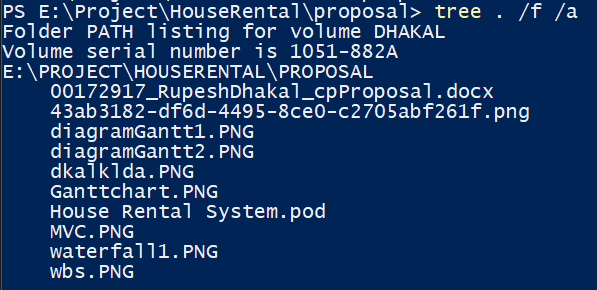 PS E:\Project\HouseRental\proposal> tree . /f /a
Folder PATH listing for volume DHAKAL
Volume serial number is 1051-882A
E:\PROJECT\HOUSERENTAL\PROPOSAL
00172917_RupeshDhakal_cpProposal.docx
43ab3182-df6d-4495-8ce0-c2705abf261f.png
diagramGantt1.PNG
diagramGantt2.PNG
dkalklda.PNG
Ganttchart.PNG
House Rental System.pod
MVC.PNG
waterfall1.PNG
wbs.PNG